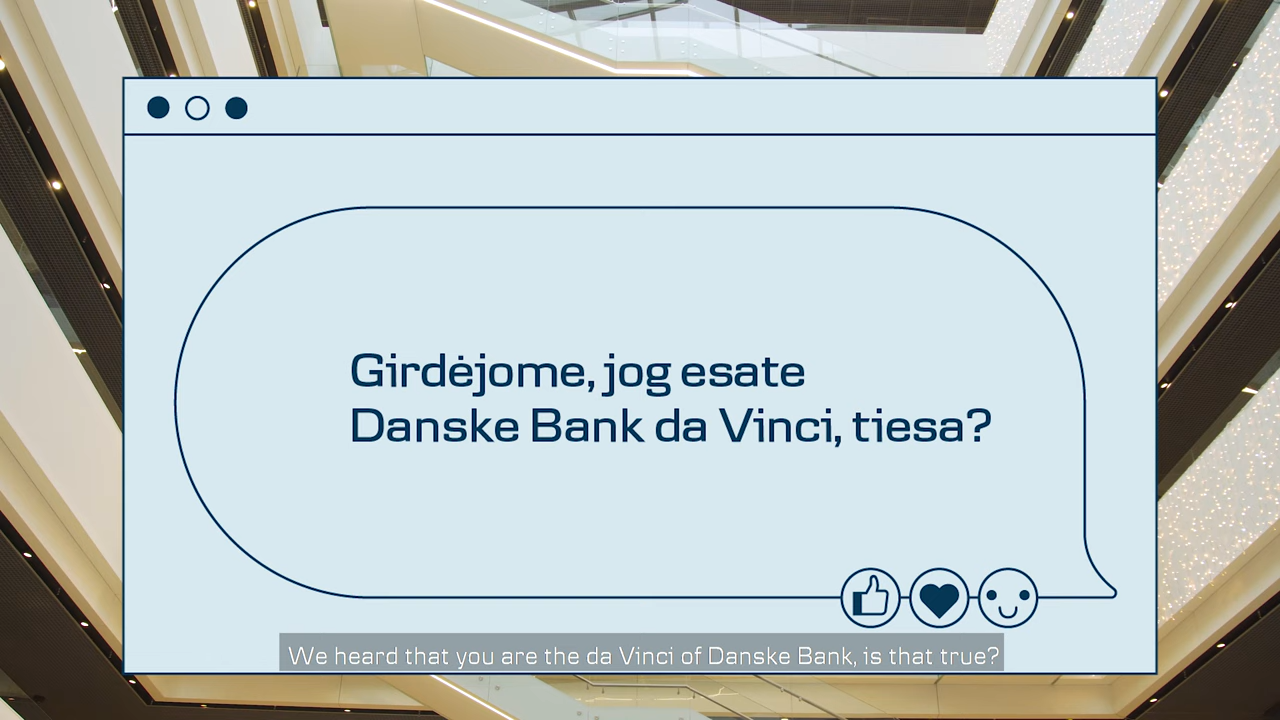 Girdėjome, jog esate
Danske Bank da Vinci, tiesa?
We heard that you are the da Vinci of Danske Bank, is that true?